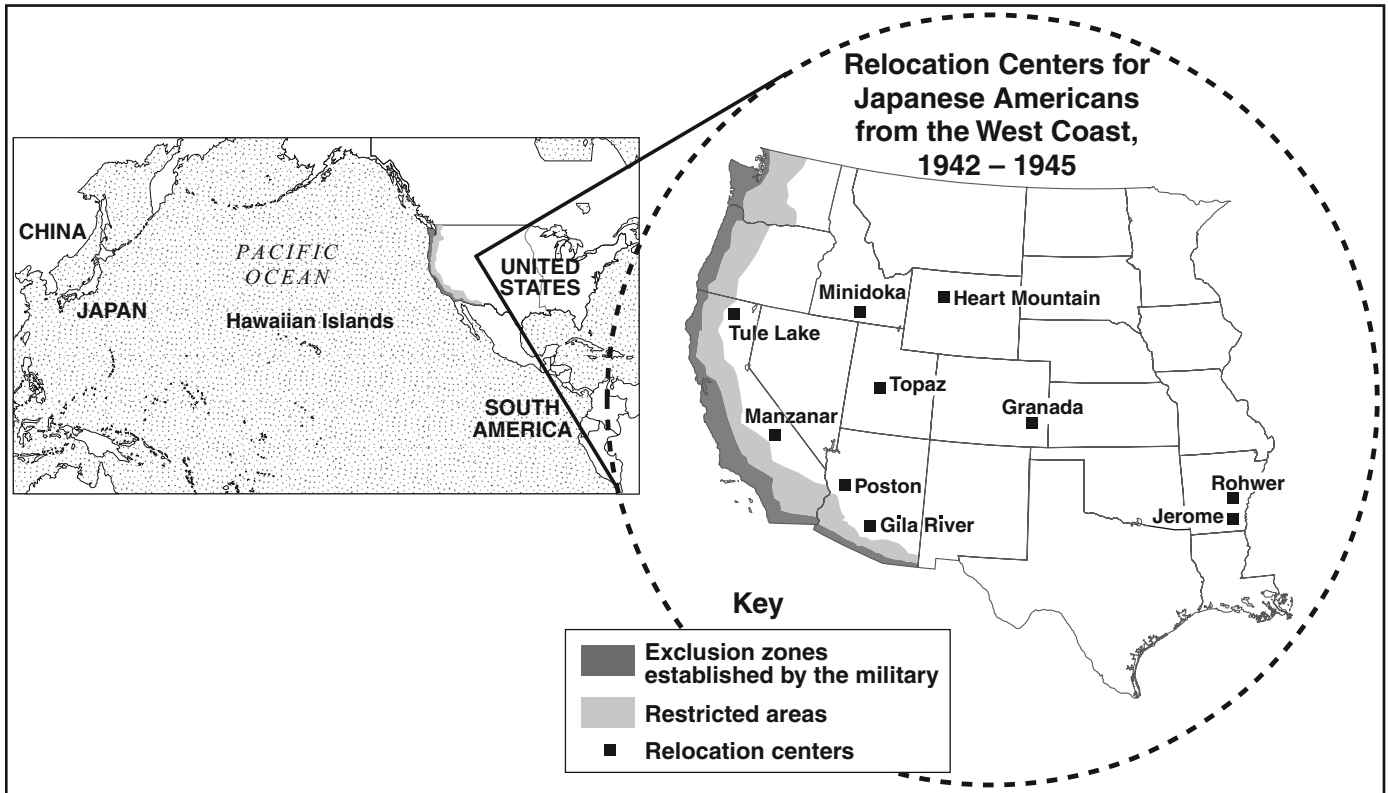 Relocation Centers for
Japanese Americans
from the West Coast,
1942 – 1945
CHINA
JAPAN
PACIFIC
OCEAN
Hawaiian Islands
UNITED
STATES
SOUTH
AMERICA
Minidoka
Heart Mountain
Tule Lake
Topaz
Granada
Manzanar
Poston
Gila River
Rohwer
Jerome
Key
Exclusion zones
established by the military
Restricted areas
Relocation centers